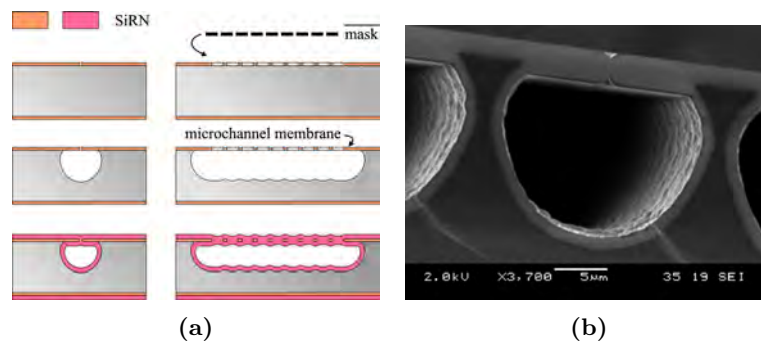 SiRN
mask
microchannel membrane
2.0kV X3,700 5μm 35 19 SEI
(a)
(b)